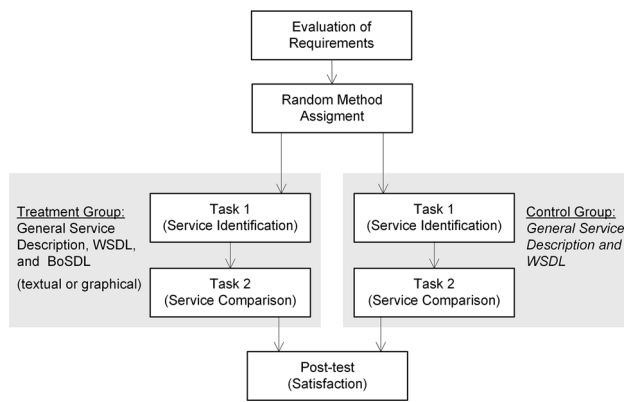 Evaluation of
Requirements
Random Method
Assigment
Treatment Group:
General Service
Description, WSDL,
and BoSDL
(textual or graphical)
Task 1
(Service Identification)
Task 2
(Service Comparison)
Task 1
(Service Identification)
Task 2
(Service Comparison)
Control Group:
General Service
Description and
WSDL
Post-test
(Satisfaction)